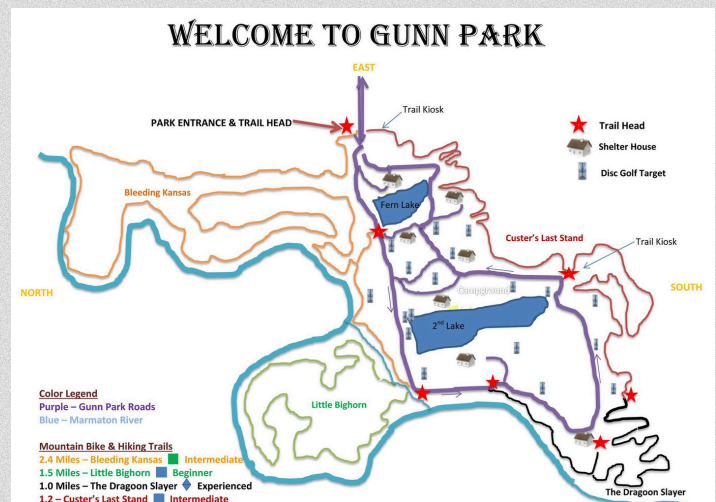 WELCOME TO GUNN PARK
EAST
Trail Kiosk
PARK ENTRANCE & TRAIL HEAD
Trail Head
Shelter House
Disc Golf Target
Bleeding Kansas
Fern Lake
Custer's Last Stand
Trail Kiosk
NORTH
SOUTH
Campground
2nd Lake
Little Bighorn
Color Legend
Purple – Gunn Park Roads
Blue – Marmaton River
Mountain Bike & Hiking Trails
2.4 Miles – Bleeding Kansas Intermediate
1.5 Miles – Little Bighorn Beginner
1.0 Miles – The Dragoon Slayer Experienced
1.2 – Custer's Last Stand Intermediate
The Dragoon Slayer